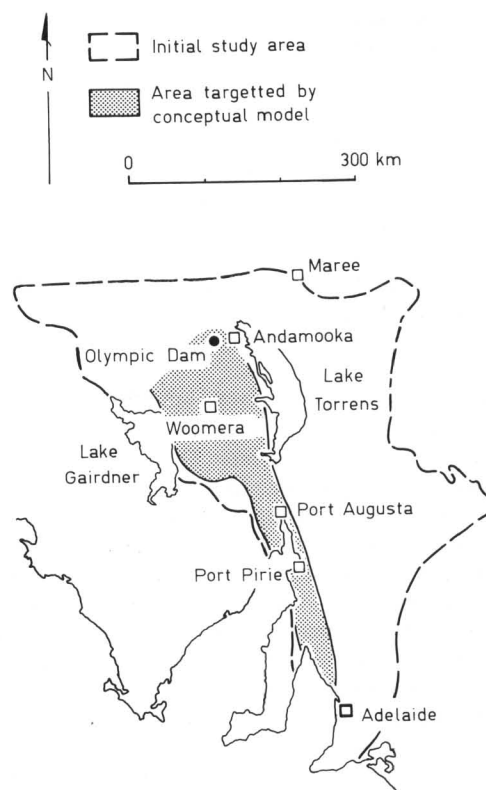 N
Initial study area
Area targetted by
conceptual model
0 300 km
Maree
Andamooka
Olympic Dam
Lake
Torrens
Woomera
Lake
Gairdner
Port Augusta
Port Pirie
Adelaide